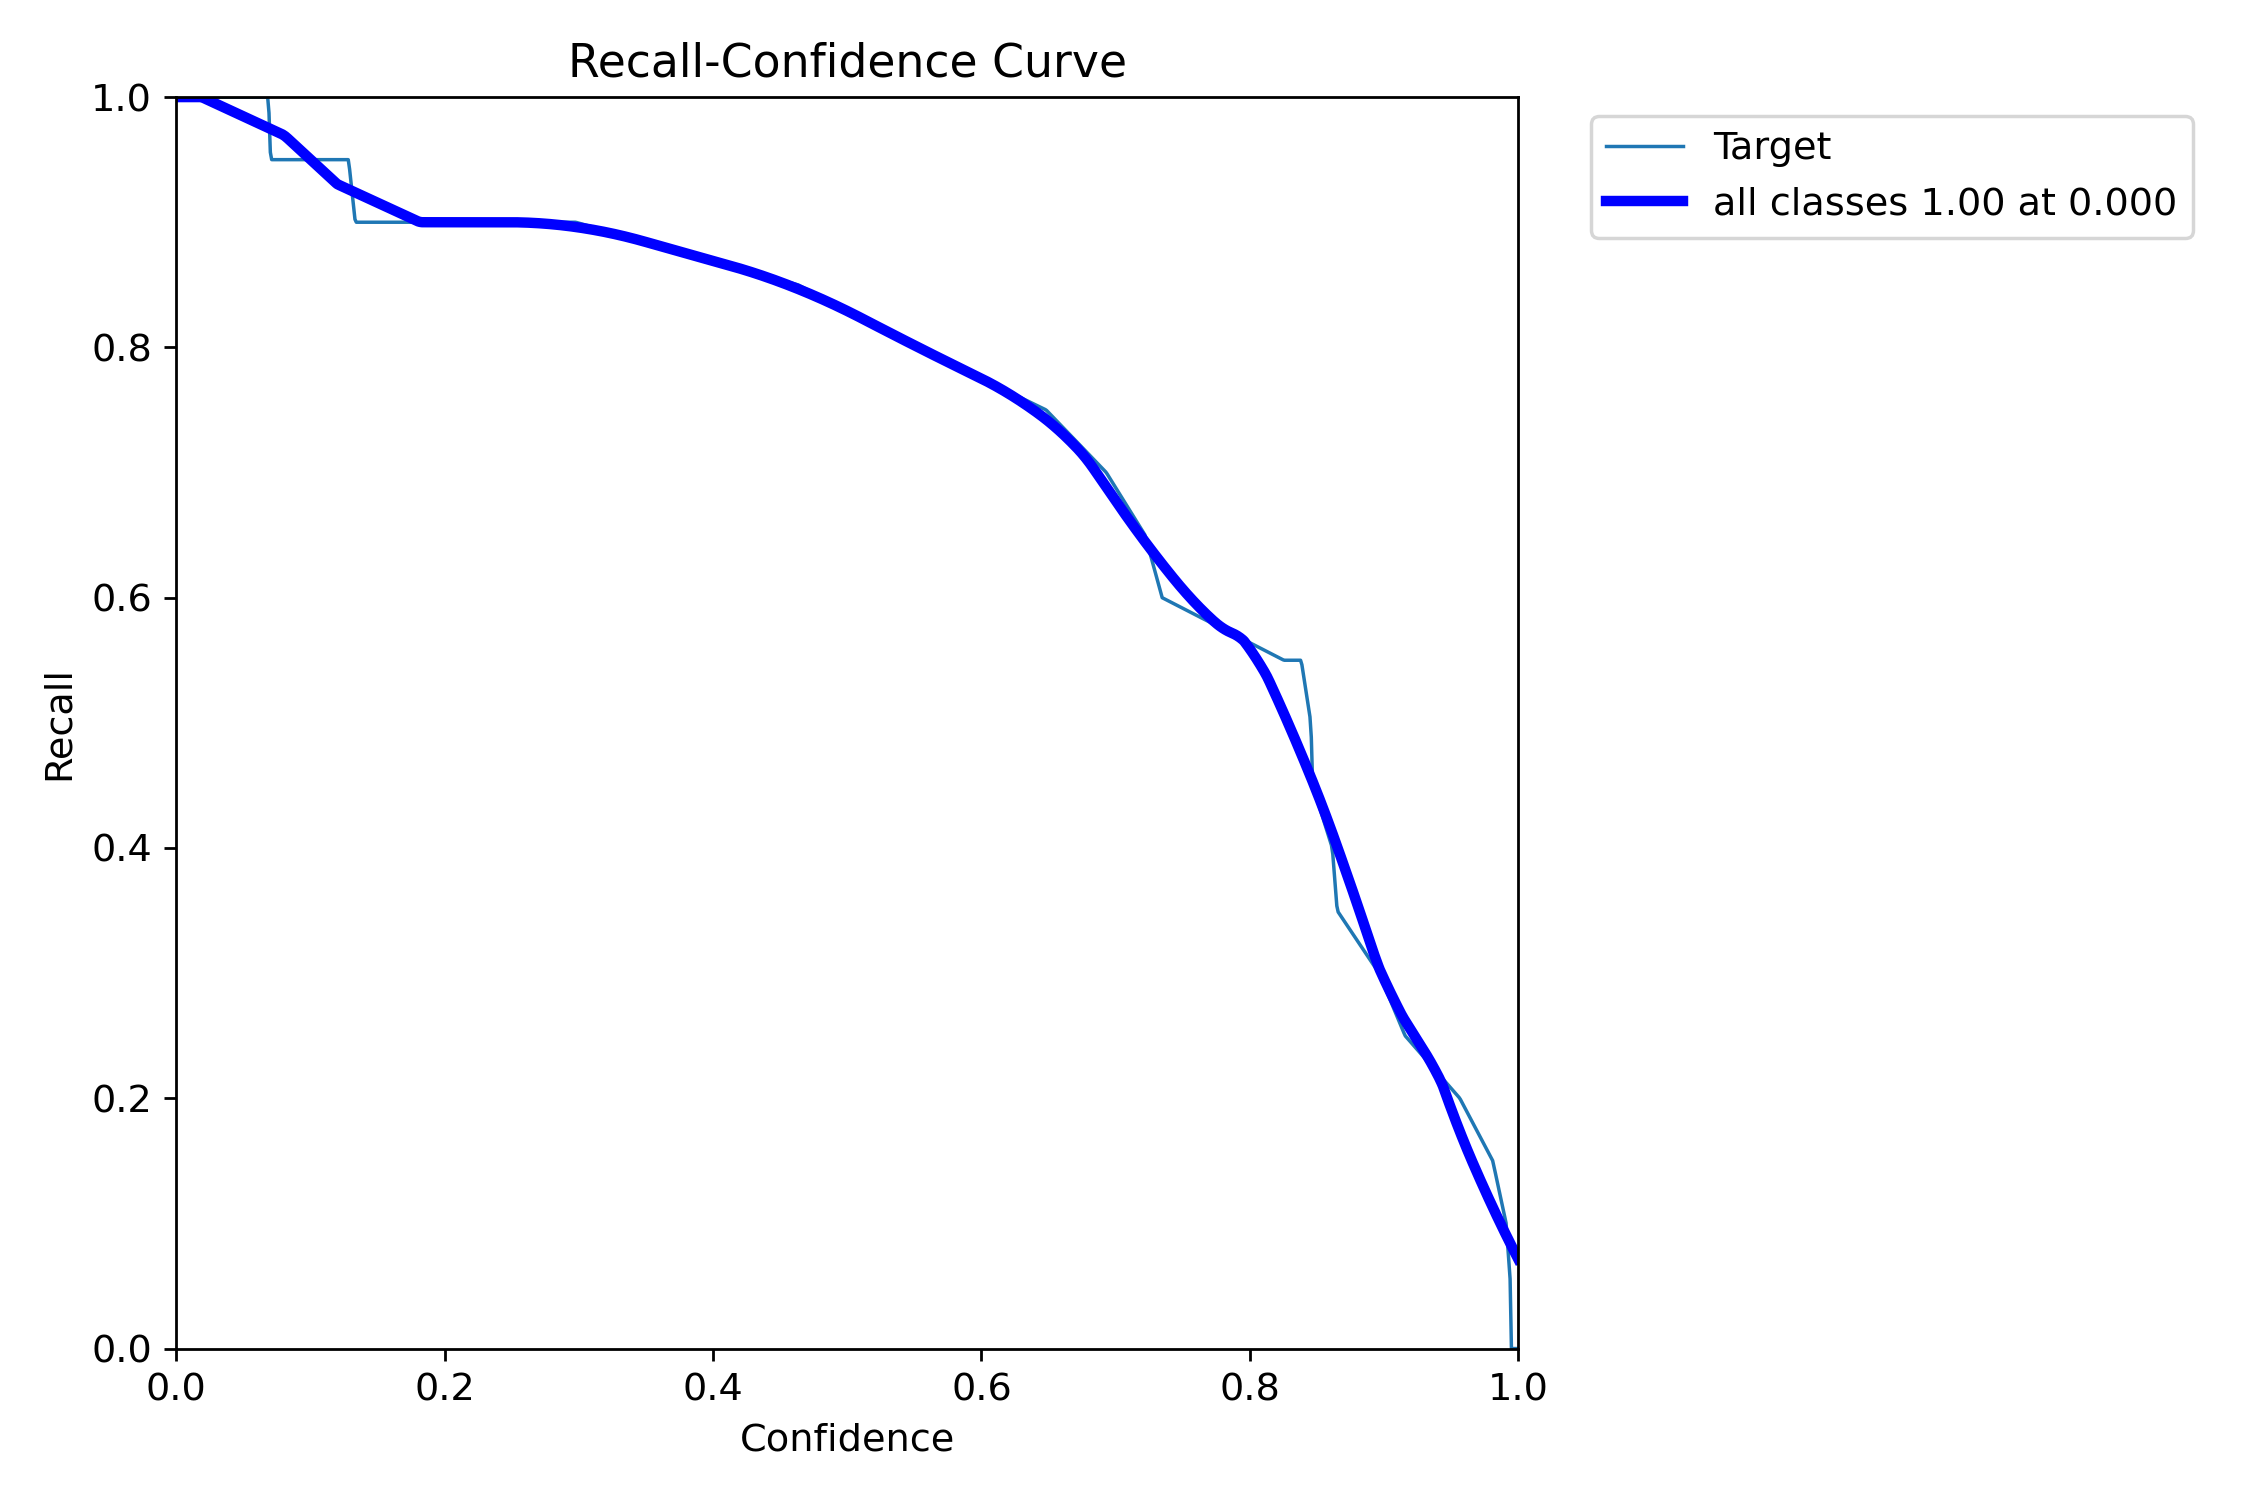 Recall-Confidence Curve
1.0
0.8
0.6
0.4
0.2
0.0
Recall
0.0 0.2 0.4 0.6 0.8 1.0
Confidence
Target
all classes 1.00 at 0.000